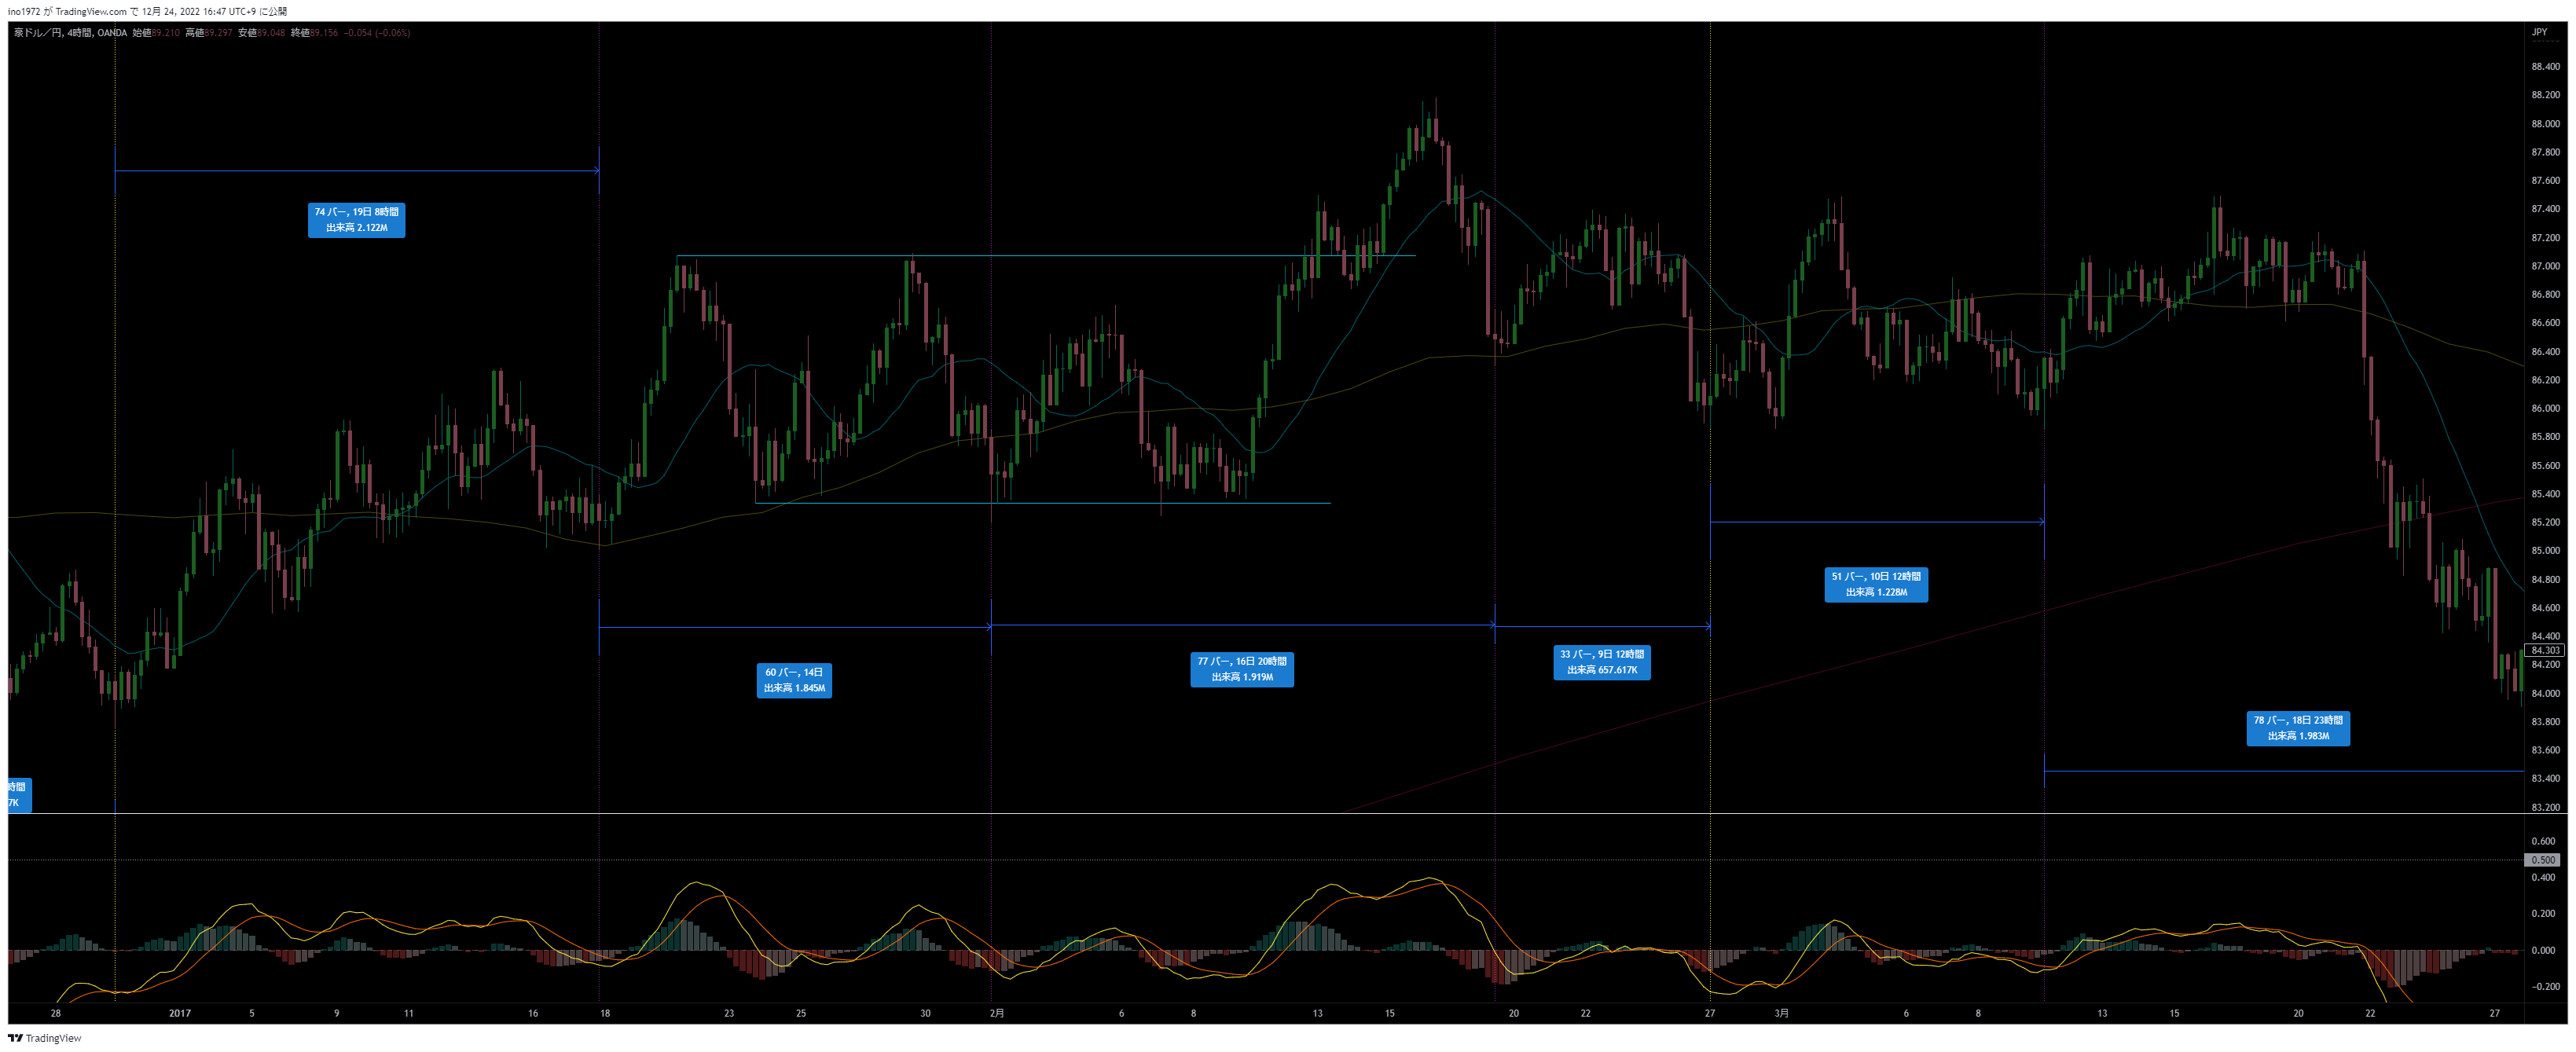 ino1972 が TradingView.com で 12月 24, 2022 16:47 UTC+9 に公開
豪ドル／円, 4時間, OANDA 始値89.210 高値89.297 安値89.048 終値89.156 −0.054 (−0.06%)
JPY
88.400
88.200
88.000
87.800
87.600
87.400
87.200
87.000
86.800
86.600
86.400
86.200
86.000
85.800
85.600
85.400
85.200
85.000
84.800
84.600
84.400
84.303
84.200
84.000
83.800
83.600
83.400
83.200
74 バー, 19日 8時間
出来高 2.122M
60 バー, 14日
出来高 1.845M
77 バー, 16日 20時間
出来高 1.919M
33 バー, 9日 12時間
出来高 657.617K
51 バー, 10日 12時間
出来高 1.228M
78 バー, 18日 23時間
出来高 1.983M
時間
7K
0.600
0.500
0.400
0.200
0.000
−0.200
28 2017 5 9 11 16 18 23 25 30 2月 6 8 13 15 20 22 27 3月 6 8 13 15 20 22 27
TradingView